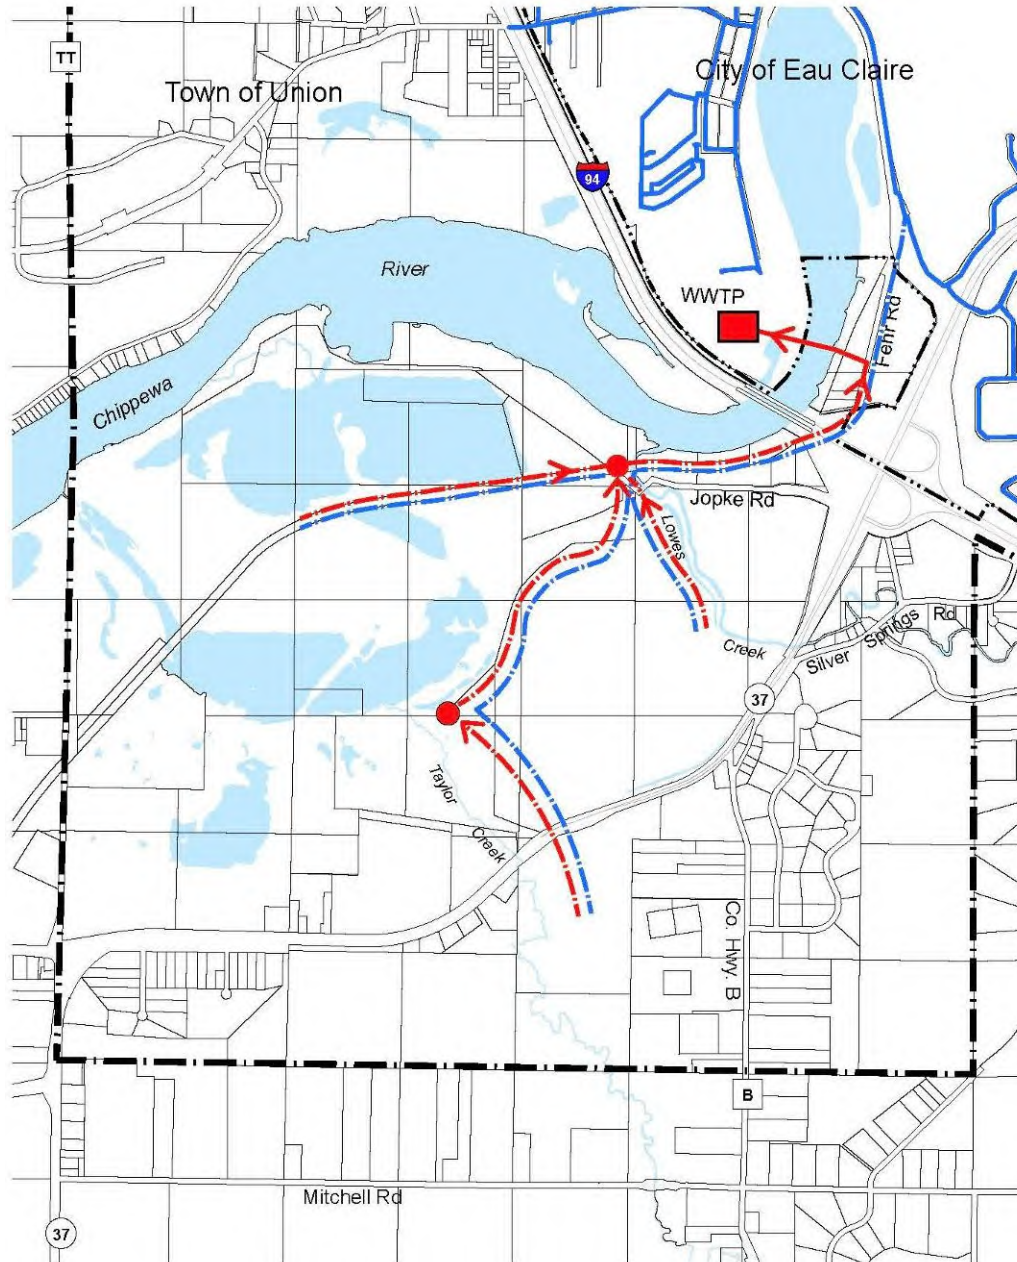 TT
Town of Union
City of Eau Claire
94
River
WWTP
Fehr Rd
Chippewa
Jopke Rd
Lowes
Creek
Silver Springs Rd
37
Taylor
Creek
Co. Hwy. B
B
Mitchell Rd
37